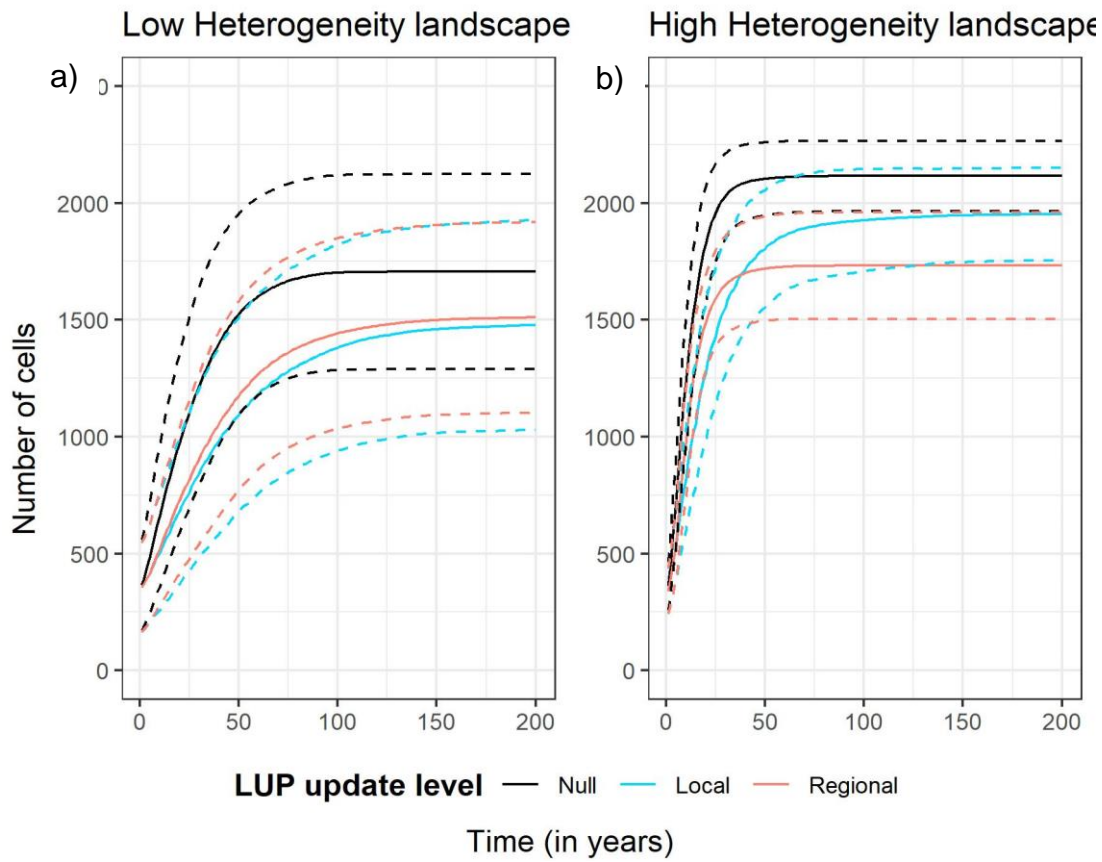 Low Heterogeneity landscape
High Heterogeneity landscape
a)
b)
Number of cells
0
2000
1500
1000
500
0
0
50
100
150
200
0
2000
1500
1000
500
0
0
50
100
150
200
LUP update level
Null
Local
Regional
Time (in years)